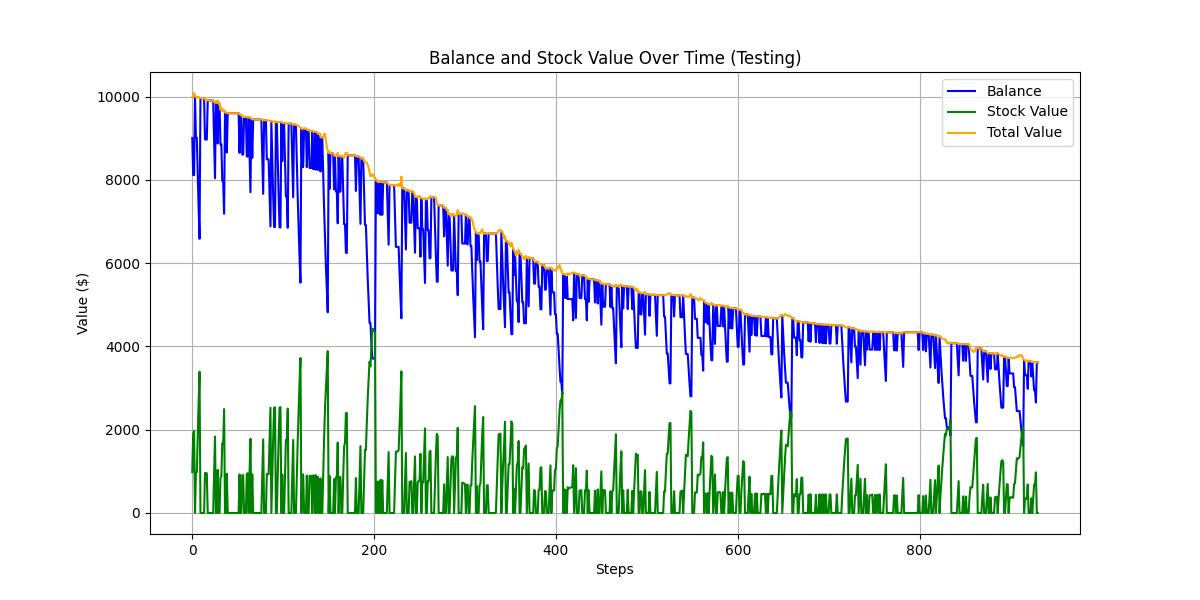 Balance and Stock Value Over Time (Testing)
10000
8000
6000
4000
2000
0
Value ($)
Balance
Stock Value
Total Value
0 200 400 600 800
Steps